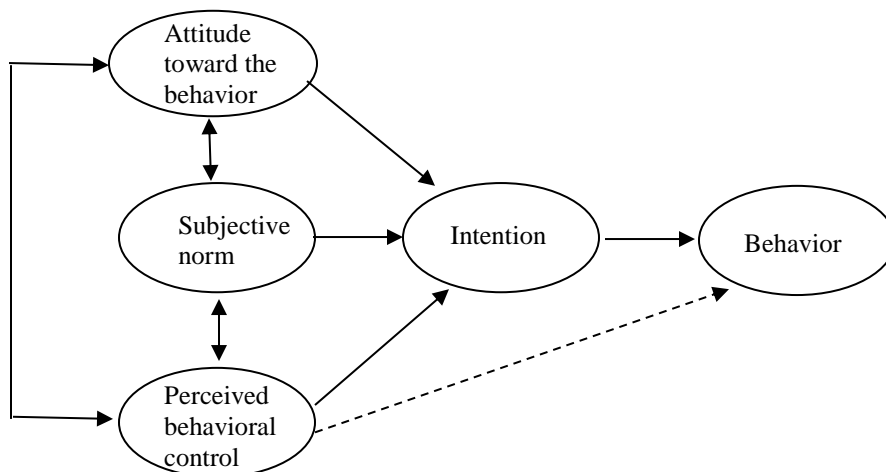 Attitude
toward the
behavior
Subjective
norm
Intention
Behavior
Perceived
behavioral
control